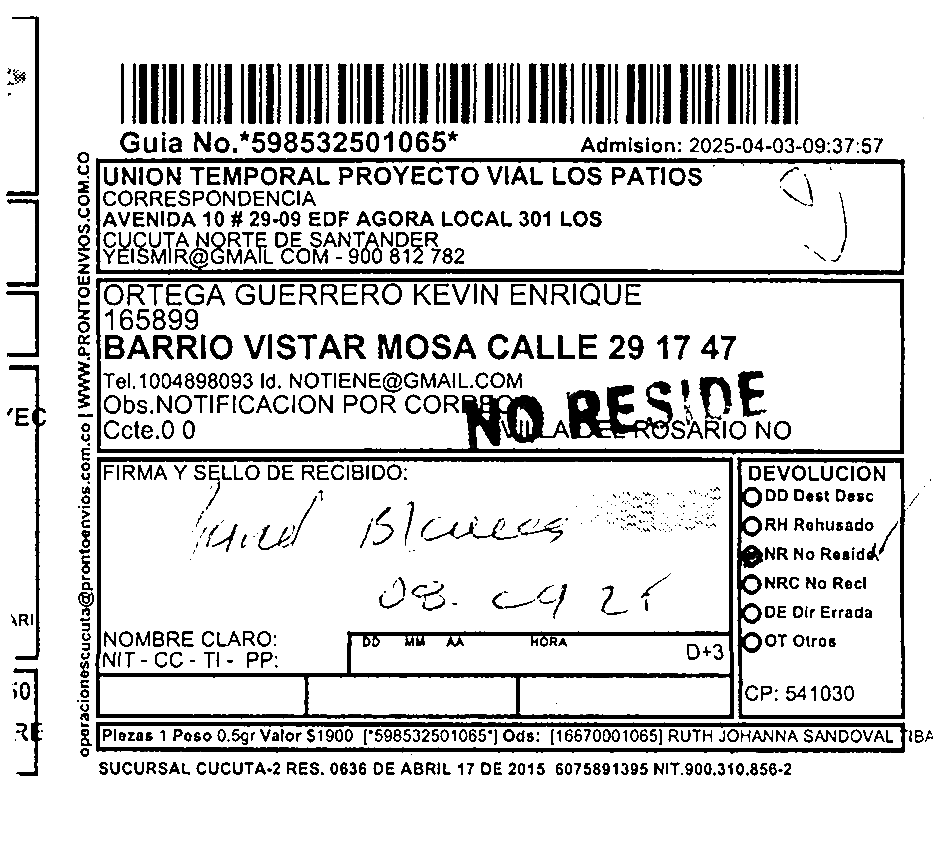 Guia No.*598532501065*
Admision: 2025-04-03-09:37:57
operacionescucuta@prontoenvios.com.co | WWW.PRONTOENVIOS.COM.CO
UNION TEMPORAL PROYECTO VIAL LOS PATIOS
CORRESPONDENCIA
AVENIDA 10 # 29-09 EDF AGORA LOCAL 301 LOS
CUCUTA NORTE DE SANTANDER
YEISMIR@GMAIL COM - 900 812 782
ORTEGA GUERRERO KEVIN ENRIQUE
165899
BARRIO VISTAR MOSA CALLE 29 17 47
Tel.1004898093 Id. NOTIENE@GMAIL.COM
Obs.NOTIFICACION POR CORREO
NO RESIDE
Ccte.0 0
VILLA DEL ROSARIO NO
FIRMA Y SELLO DE RECIBIDO:
08. 04 25
NOMBRE CLARO:
NIT - CC - TI - PP:
DD MM AA HORA
D+3
DEVOLUCION
DD Dest Desc
RH Rehusado
NR No Reside
NRC No Recl
DE Dir Errada
OT Otros
CP: 541030
Piezas 1 Peso 0.5gr Valor $1900 [*598532501065*] Ods: [16670001065] RUTH JOHANNA SANDOVAL
SUCURSAL CUCUTA-2 RES. 0636 DE ABRIL 17 DE 2015 6075891395 NIT.900.310.856-2